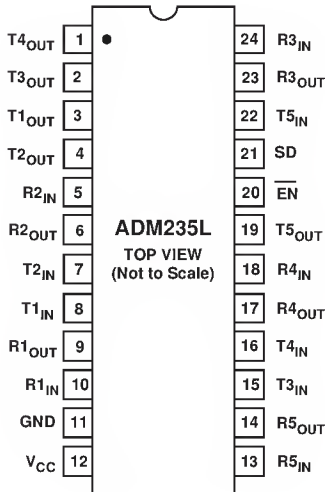 T4OUT 1 24 R3IN
T3OUT 2 23 R3OUT
T1OUT 3 22 T5IN
T2OUT 4 21 SD
R2IN 5 20 E̅N̅
R2OUT 6 ADM235L 19 T5OUT
TOP VIEW
T2IN 7 (Not to Scale) 18 R4IN
T1IN 8 17 R4OUT
R1OUT 9 16 T4IN
R1IN 10 15 T3IN
GND 11 14 R5OUT
VCC 12 13 R5IN